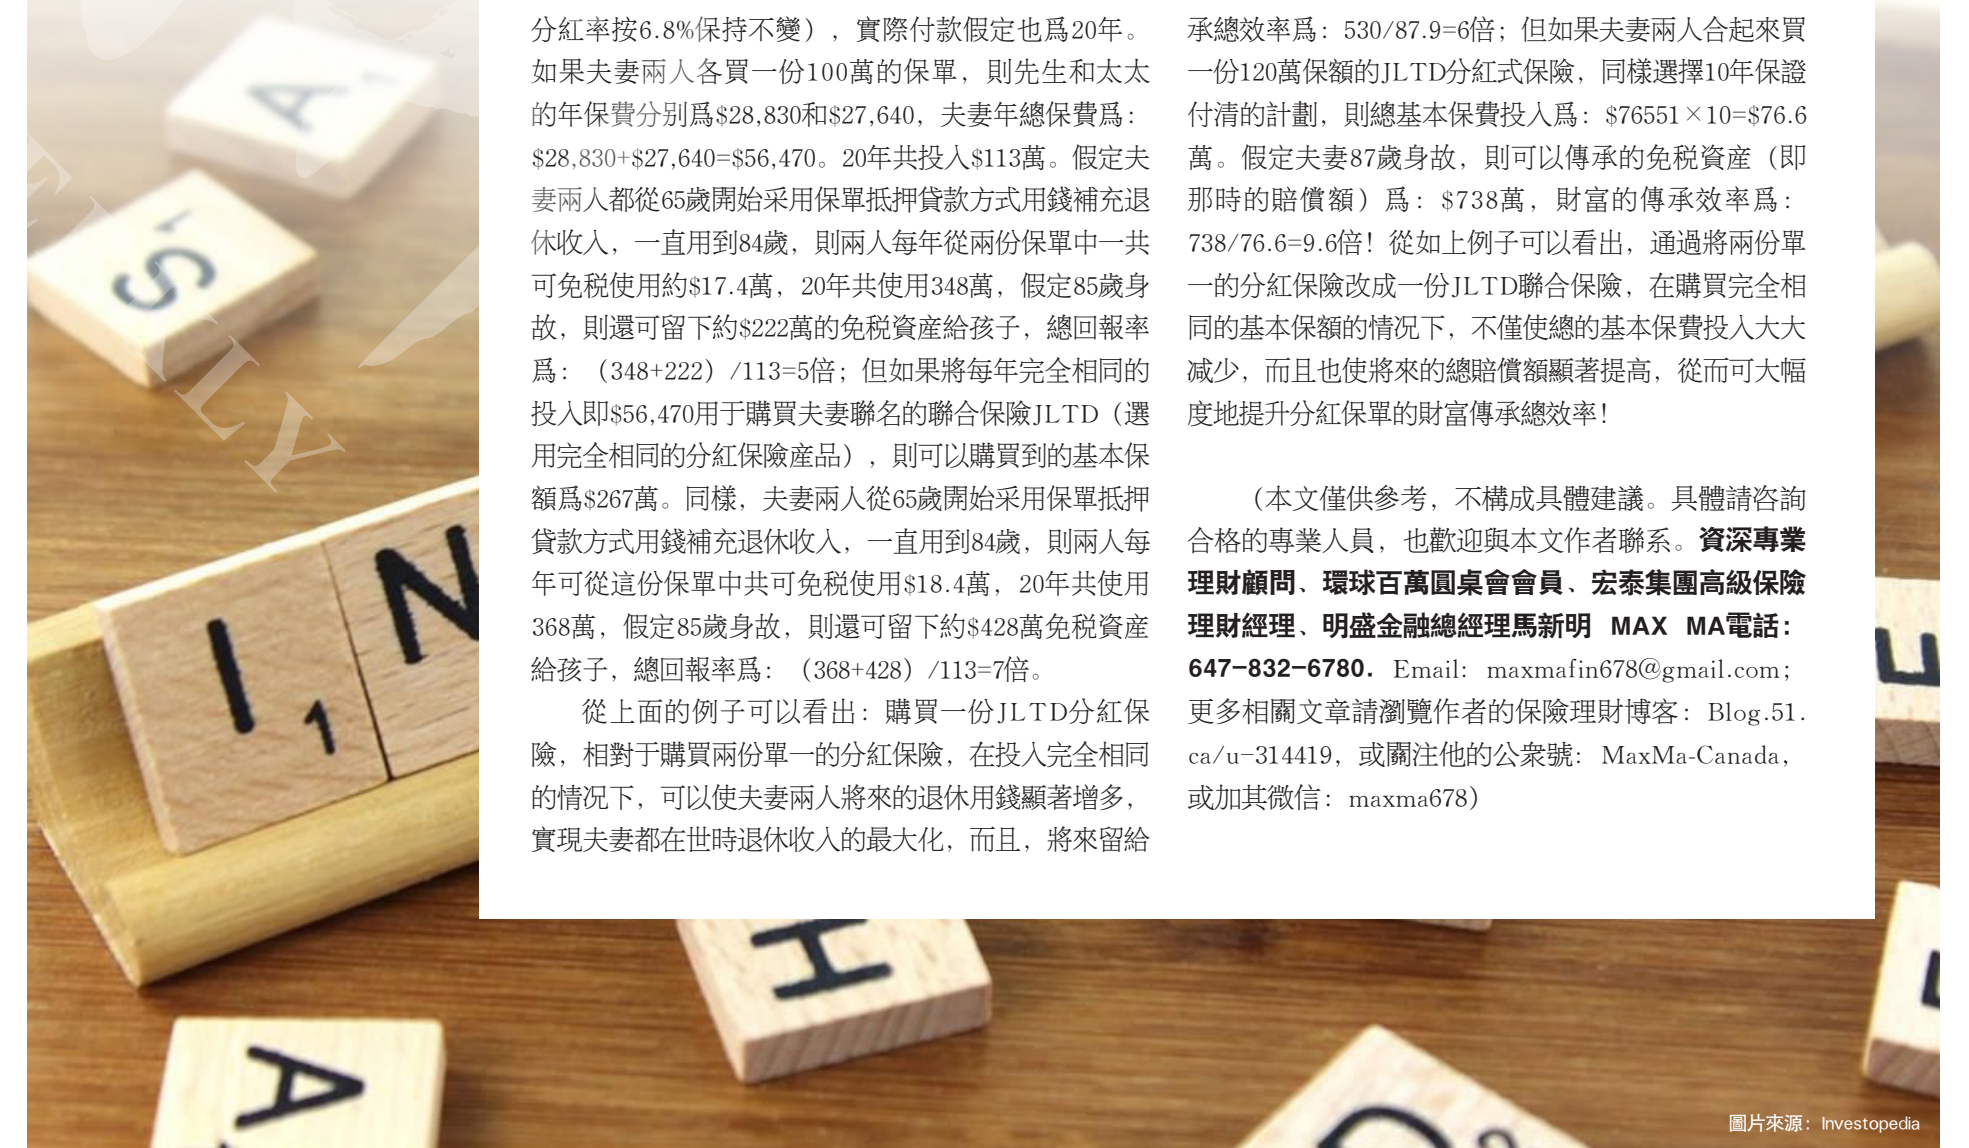 分紅率按6.8%保持不變），實際付款假定也爲20年。
如果夫妻兩人各買一份100萬的保單，則先生和太太
的年保費分别爲$28,830和$27,640，夫妻年總保費爲：
$28,830+$27,640=$56,470。20年共投入$113萬。假定夫
妻兩人都從65歲開始采用保單抵押貸款方式用錢補充退
休收入，一直用到84歲，則兩人每年從兩份保單中一共
可免税使用約$17.4萬，20年共使用348萬，假定85歲身
故，則還可留下約$222萬的免税資産給孩子，總回報率
爲：（348+222）/113=5倍；但如果將每年完全相同的
投入即$56,470用于購買夫妻聯名的聯合保險JLTD（選
用完全相同的分紅保險産品），則可以購買到的基本保
額爲$267萬。同樣，夫妻兩人從65歲開始采用保單抵押
貸款方式用錢補充退休收入，一直用到84歲，則兩人每
年可從這份保單中共可免税使用$18.4萬，20年共使用
368萬，假定85歲身故，則還可留下約$428萬免税資産
給孩子，總回報率爲：（368+428）/113=7倍。
從上面的例子可以看出：購買一份JLTD分紅保
險，相對于購買兩份單一的分紅保險，在投入完全相同
的情况下，可以使夫妻兩人將來的退休用錢顯著增多，
實現夫妻都在世時退休收入的最大化，而且，將來留給
承總效率爲：530/87.9=6倍；但如果夫妻兩人合起來買
一份120萬保額的JLTD分紅式保險，同樣選擇10年保證
付清的計劃，則總基本保費投入爲：$76551×10=$76.6
萬。假定夫妻87歲身故，則可以傳承的免税資産（即
那時的賠償額）爲：$738萬，財富的傳承效率爲：
738/76.6=9.6倍！從如上例子可以看出，通過將兩份單
一的分紅保險改成一份JLTD聯合保險，在購買完全相
同的基本保額的情况下，不僅使總的基本保費投入大大
减少，而且也使將來的總賠償額顯著提高，從而可大幅
度地提升分紅保單的財富傳承總效率！
（本文僅供參考，不構成具體建議。具體請咨詢
合格的專業人員，也歡迎與本文作者聯系。資深專業
理財顧問、環球百萬圓桌會會員、宏泰集團高級保險
理財經理、明盛金融總經理馬新明 MAX MA電話：
647-832-6780. Email: maxmafin678@gmail.com；
更多相關文章請瀏覽作者的保險理財博客：Blog.51.
ca/u-314419，或關注他的公衆號：MaxMa-Canada，
或加其微信：maxma678）
A 1
S 1
XLY
I 1 N
H
A
圖片來源：Investopedia